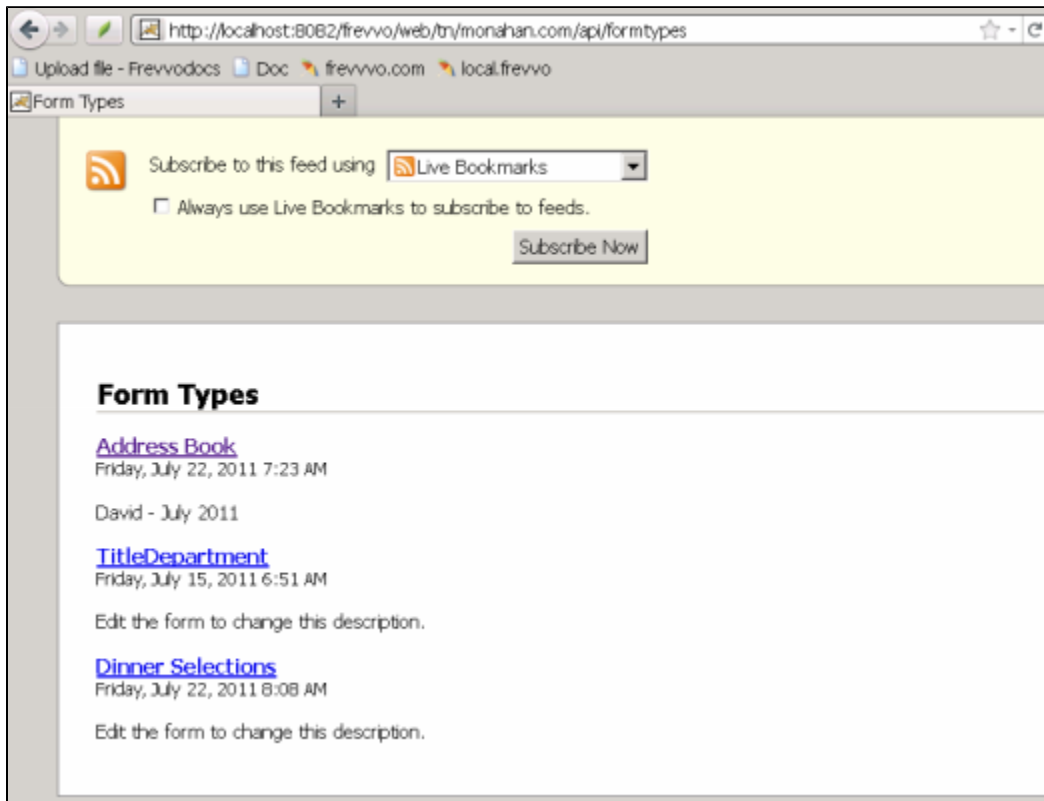 http://localhost:8082/frevvo/web/tn/monahan.com/api/formtypes
Upload file - Frevvodocs Doc frevvvo.com local.frevvo
Form Types +
Subscribe to this feed using Live Bookmarks
Always use Live Bookmarks to subscribe to feeds.
Subscribe Now
Form Types
Address Book
Friday, July 22, 2011 7:23 AM
David - July 2011
TitleDepartment
Friday, July 15, 2011 6:51 AM
Edit the form to change this description.
Dinner Selections
Friday, July 22, 2011 8:08 AM
Edit the form to change this description.